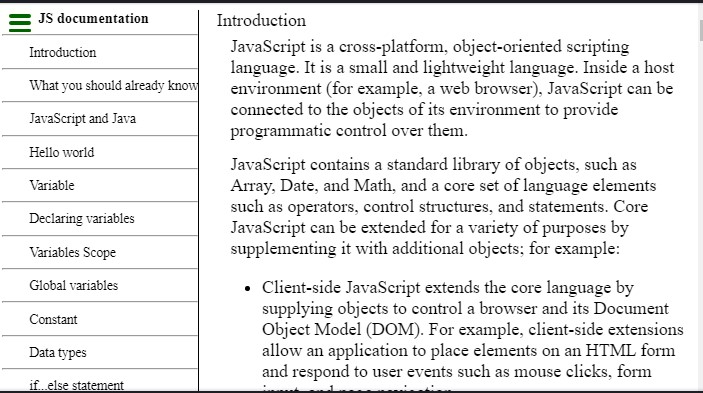 JS documentation
Introduction
What you should already know
JavaScript and Java
Hello world
Variable
Declaring variables
Variables Scope
Global variables
Constant
Data types
if...else statement
Introduction
JavaScript is a cross-platform, object-oriented scripting
language. It is a small and lightweight language. Inside a host
environment (for example, a web browser), JavaScript can be
connected to the objects of its environment to provide
programmatic control over them.
JavaScript contains a standard library of objects, such as
Array, Date, and Math, and a core set of language elements
such as operators, control structures, and statements. Core
JavaScript can be extended for a variety of purposes by
supplementing it with additional objects; for example:
• Client-side JavaScript extends the core language by
supplying objects to control a browser and its Document
Object Model (DOM). For example, client-side extensions
allow an application to place elements on an HTML form
and respond to user events such as mouse clicks, form